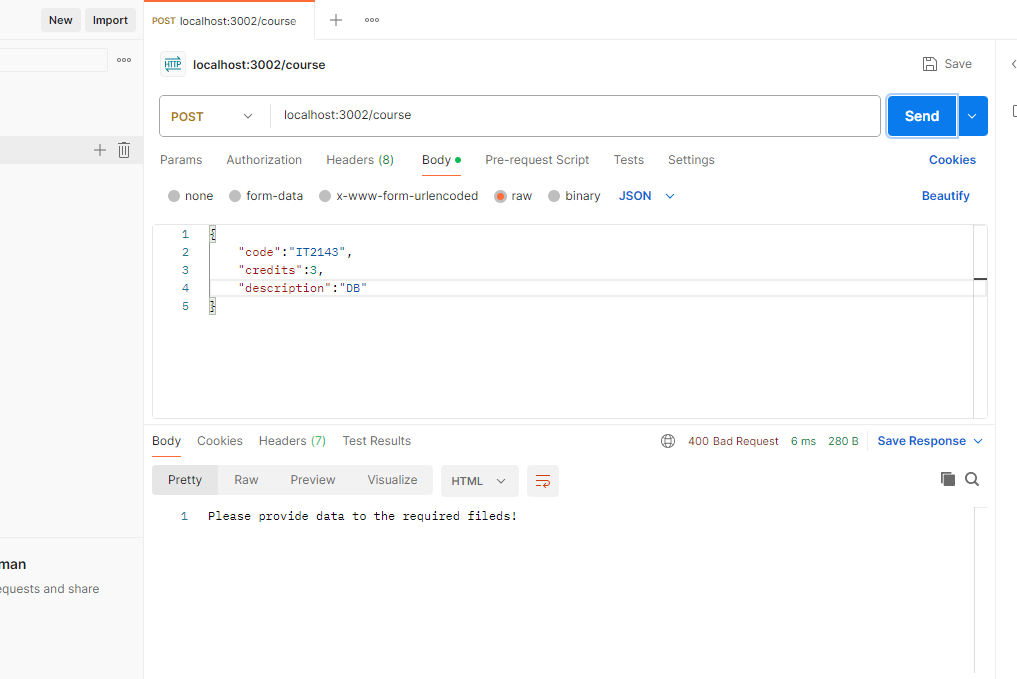 New Import POST localhost:3002/course
localhost:3002/course Save
POST localhost:3002/course Send
Params Authorization Headers (8) Body Pre-request Script Tests Settings Cookies
none form-data x-www-form-urlencoded raw binary JSON Beautify
1 {
2 "code":"IT2143",
3 "credits":3,
4 "description":"DB"
5 }
Body Cookies Headers (7) Test Results 400 Bad Request 6 ms 280 B Save Response
Pretty Raw Preview Visualize HTML
1 Please provide data to the required fileds!
man
equests and share